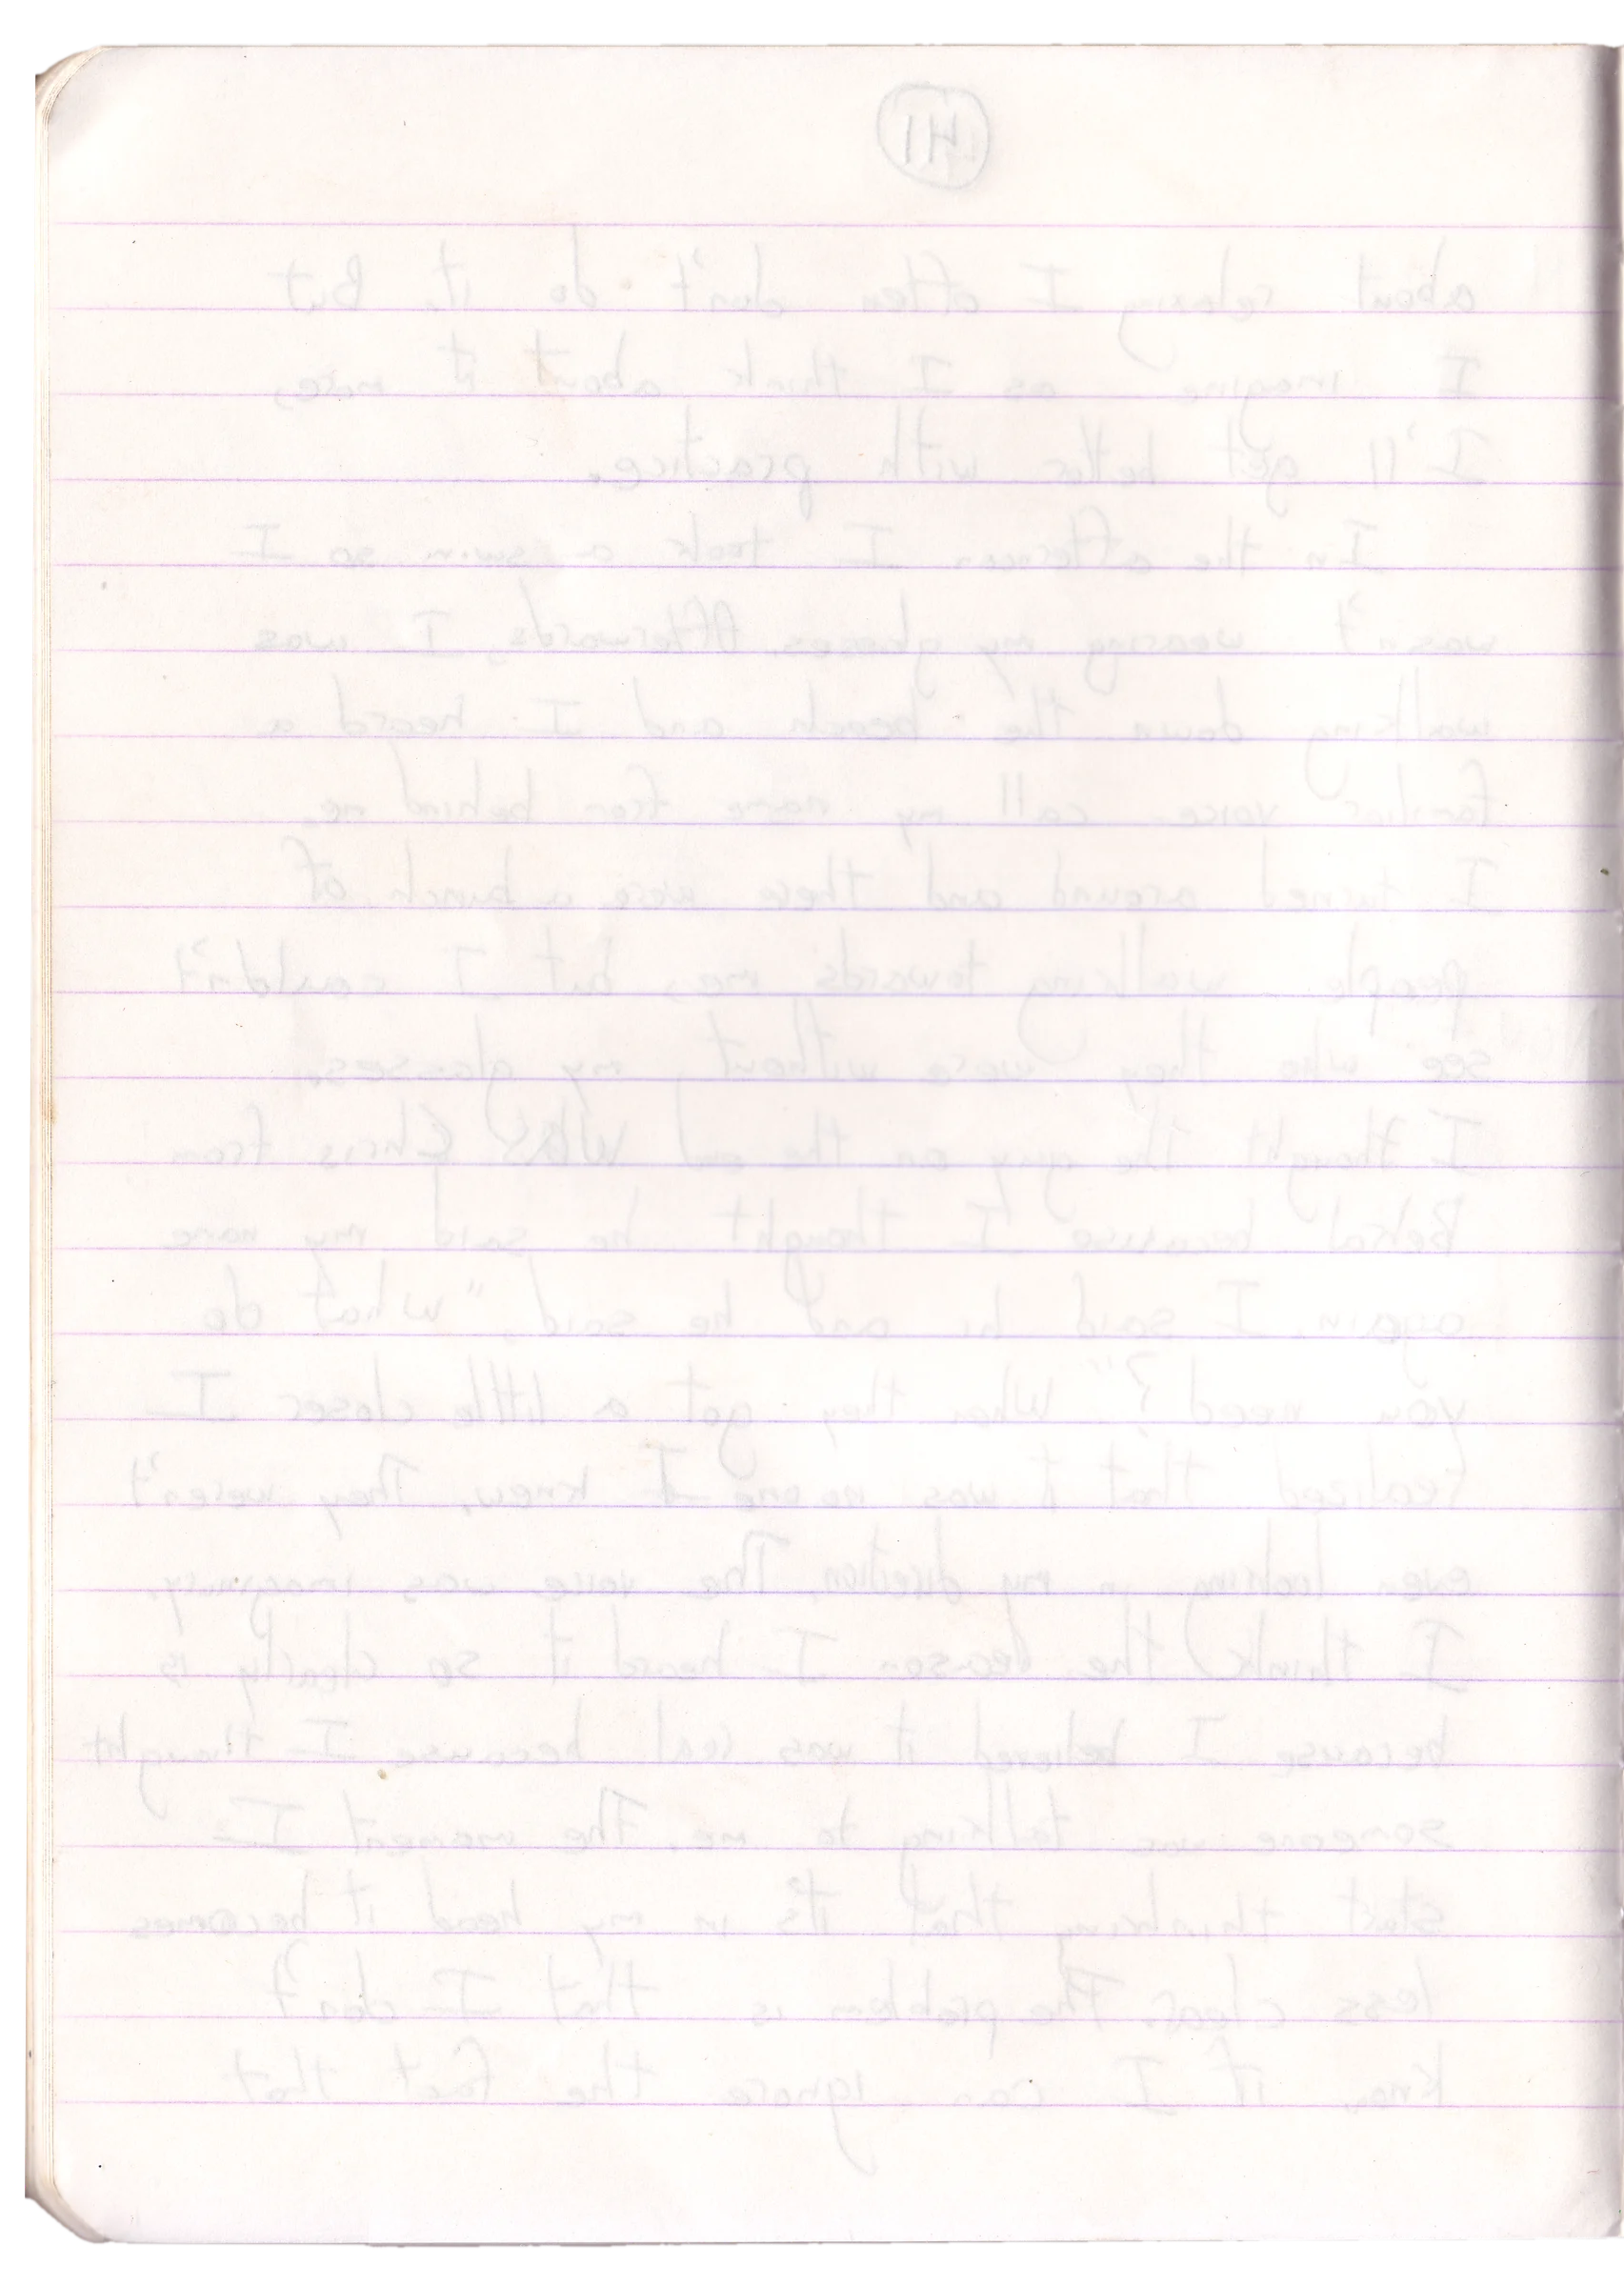 141
about relaxing I often don't do it. But
I imagine as I think about it more,
I'll get better with practice.
In the afternoon I took a swim so I
wasn't wearing my glasses. Afterwards, I was
walking down the beach and I heard a
familiar voice call my name from behind me.
I turned around and there were a bunch of
people walking towards me, but I couldn't
see who they were without my glasses.
I thought the guy on the end was Chris from
because I thought he said my name
again. I said hi and he said, "what do
you need?" When they got a little closer I
realized that it was no one I knew. They weren't
even looking in my direction. The voice was imaginary.
I think the reason I heard it so clearly is
because I believed it was real because I thought
someone was talking to me. The moment I
start thinking that it's in my head it becomes
less clear. The problem is that I don't
know if I can ignore the fact that